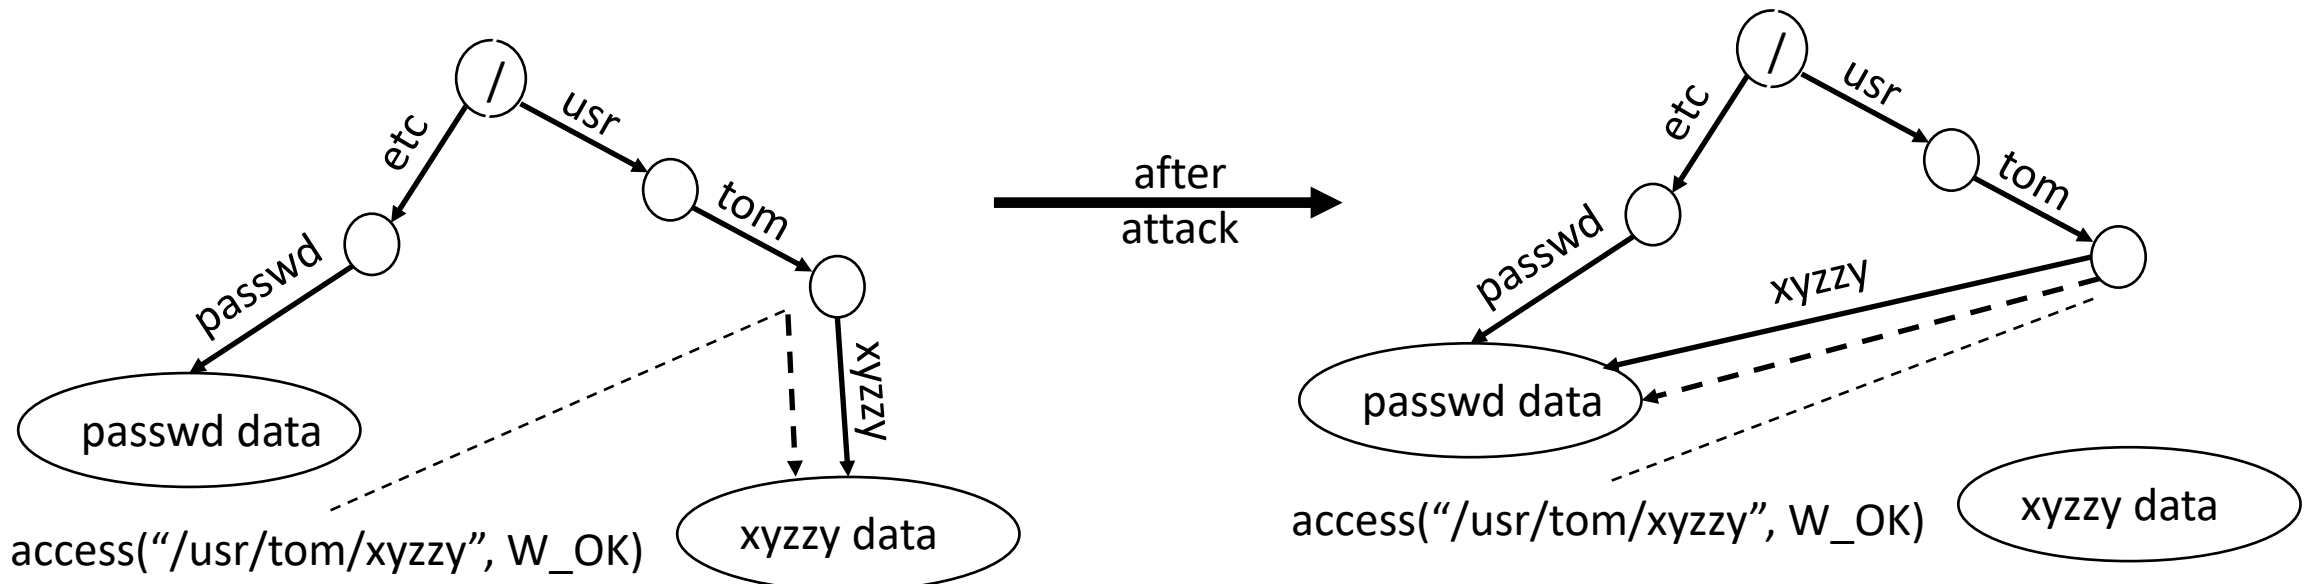 /
etc
usr
tom
passwd
xyzzy
passwd data
xyzzy data
access(“/usr/tom/xyzzy”, W_OK)
after
attack
/
etc
usr
tom
passwd
xyzzy
passwd data
xyzzy data
access(“/usr/tom/xyzzy”, W_OK)